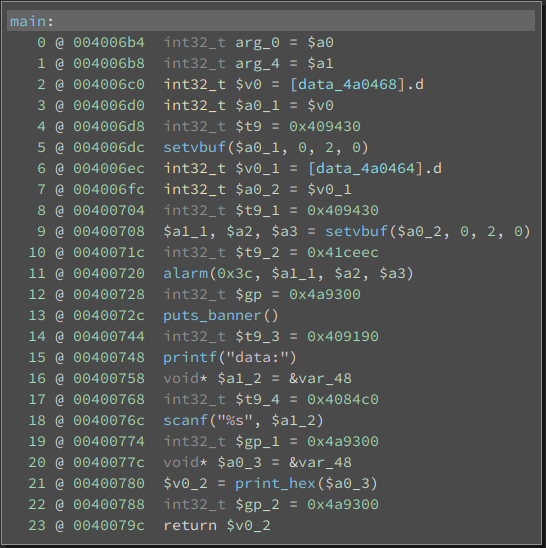 main:
0 @ 004006b4 int32_t arg_0 = $a0
1 @ 004006b8 int32_t arg_4 = $a1
2 @ 004006c0 int32_t $v0 = [data_4a0468].d
3 @ 004006d0 int32_t $a0_1 = $v0
4 @ 004006d8 int32_t $t9 = 0x409430
5 @ 004006dc setvbuf($a0_1, 0, 2, 0)
6 @ 004006ec int32_t $v0_1 = [data_4a0464].d
7 @ 004006fc int32_t $a0_2 = $v0_1
8 @ 00400704 int32_t $t9_1 = 0x409430
9 @ 00400708 $a1_1, $a2, $a3 = setvbuf($a0_2, 0, 2, 0)
10 @ 0040071c int32_t $t9_2 = 0x41ceec
11 @ 00400720 alarm(0x3c, $a1_1, $a2, $a3)
12 @ 00400728 int32_t $gp = 0x4a9300
13 @ 0040072c puts_banner()
14 @ 00400744 int32_t $t9_3 = 0x409190
15 @ 00400748 printf("data:")
16 @ 00400758 void* $a1_2 = &var_48
17 @ 00400768 int32_t $t9_4 = 0x4084c0
18 @ 0040076c scanf("%s", $a1_2)
19 @ 00400774 int32_t $gp_1 = 0x4a9300
20 @ 0040077c void* $a0_3 = &var_48
21 @ 00400780 $v0_2 = print_hex($a0_3)
22 @ 00400788 int32_t $gp_2 = 0x4a9300
23 @ 0040079c return $v0_2